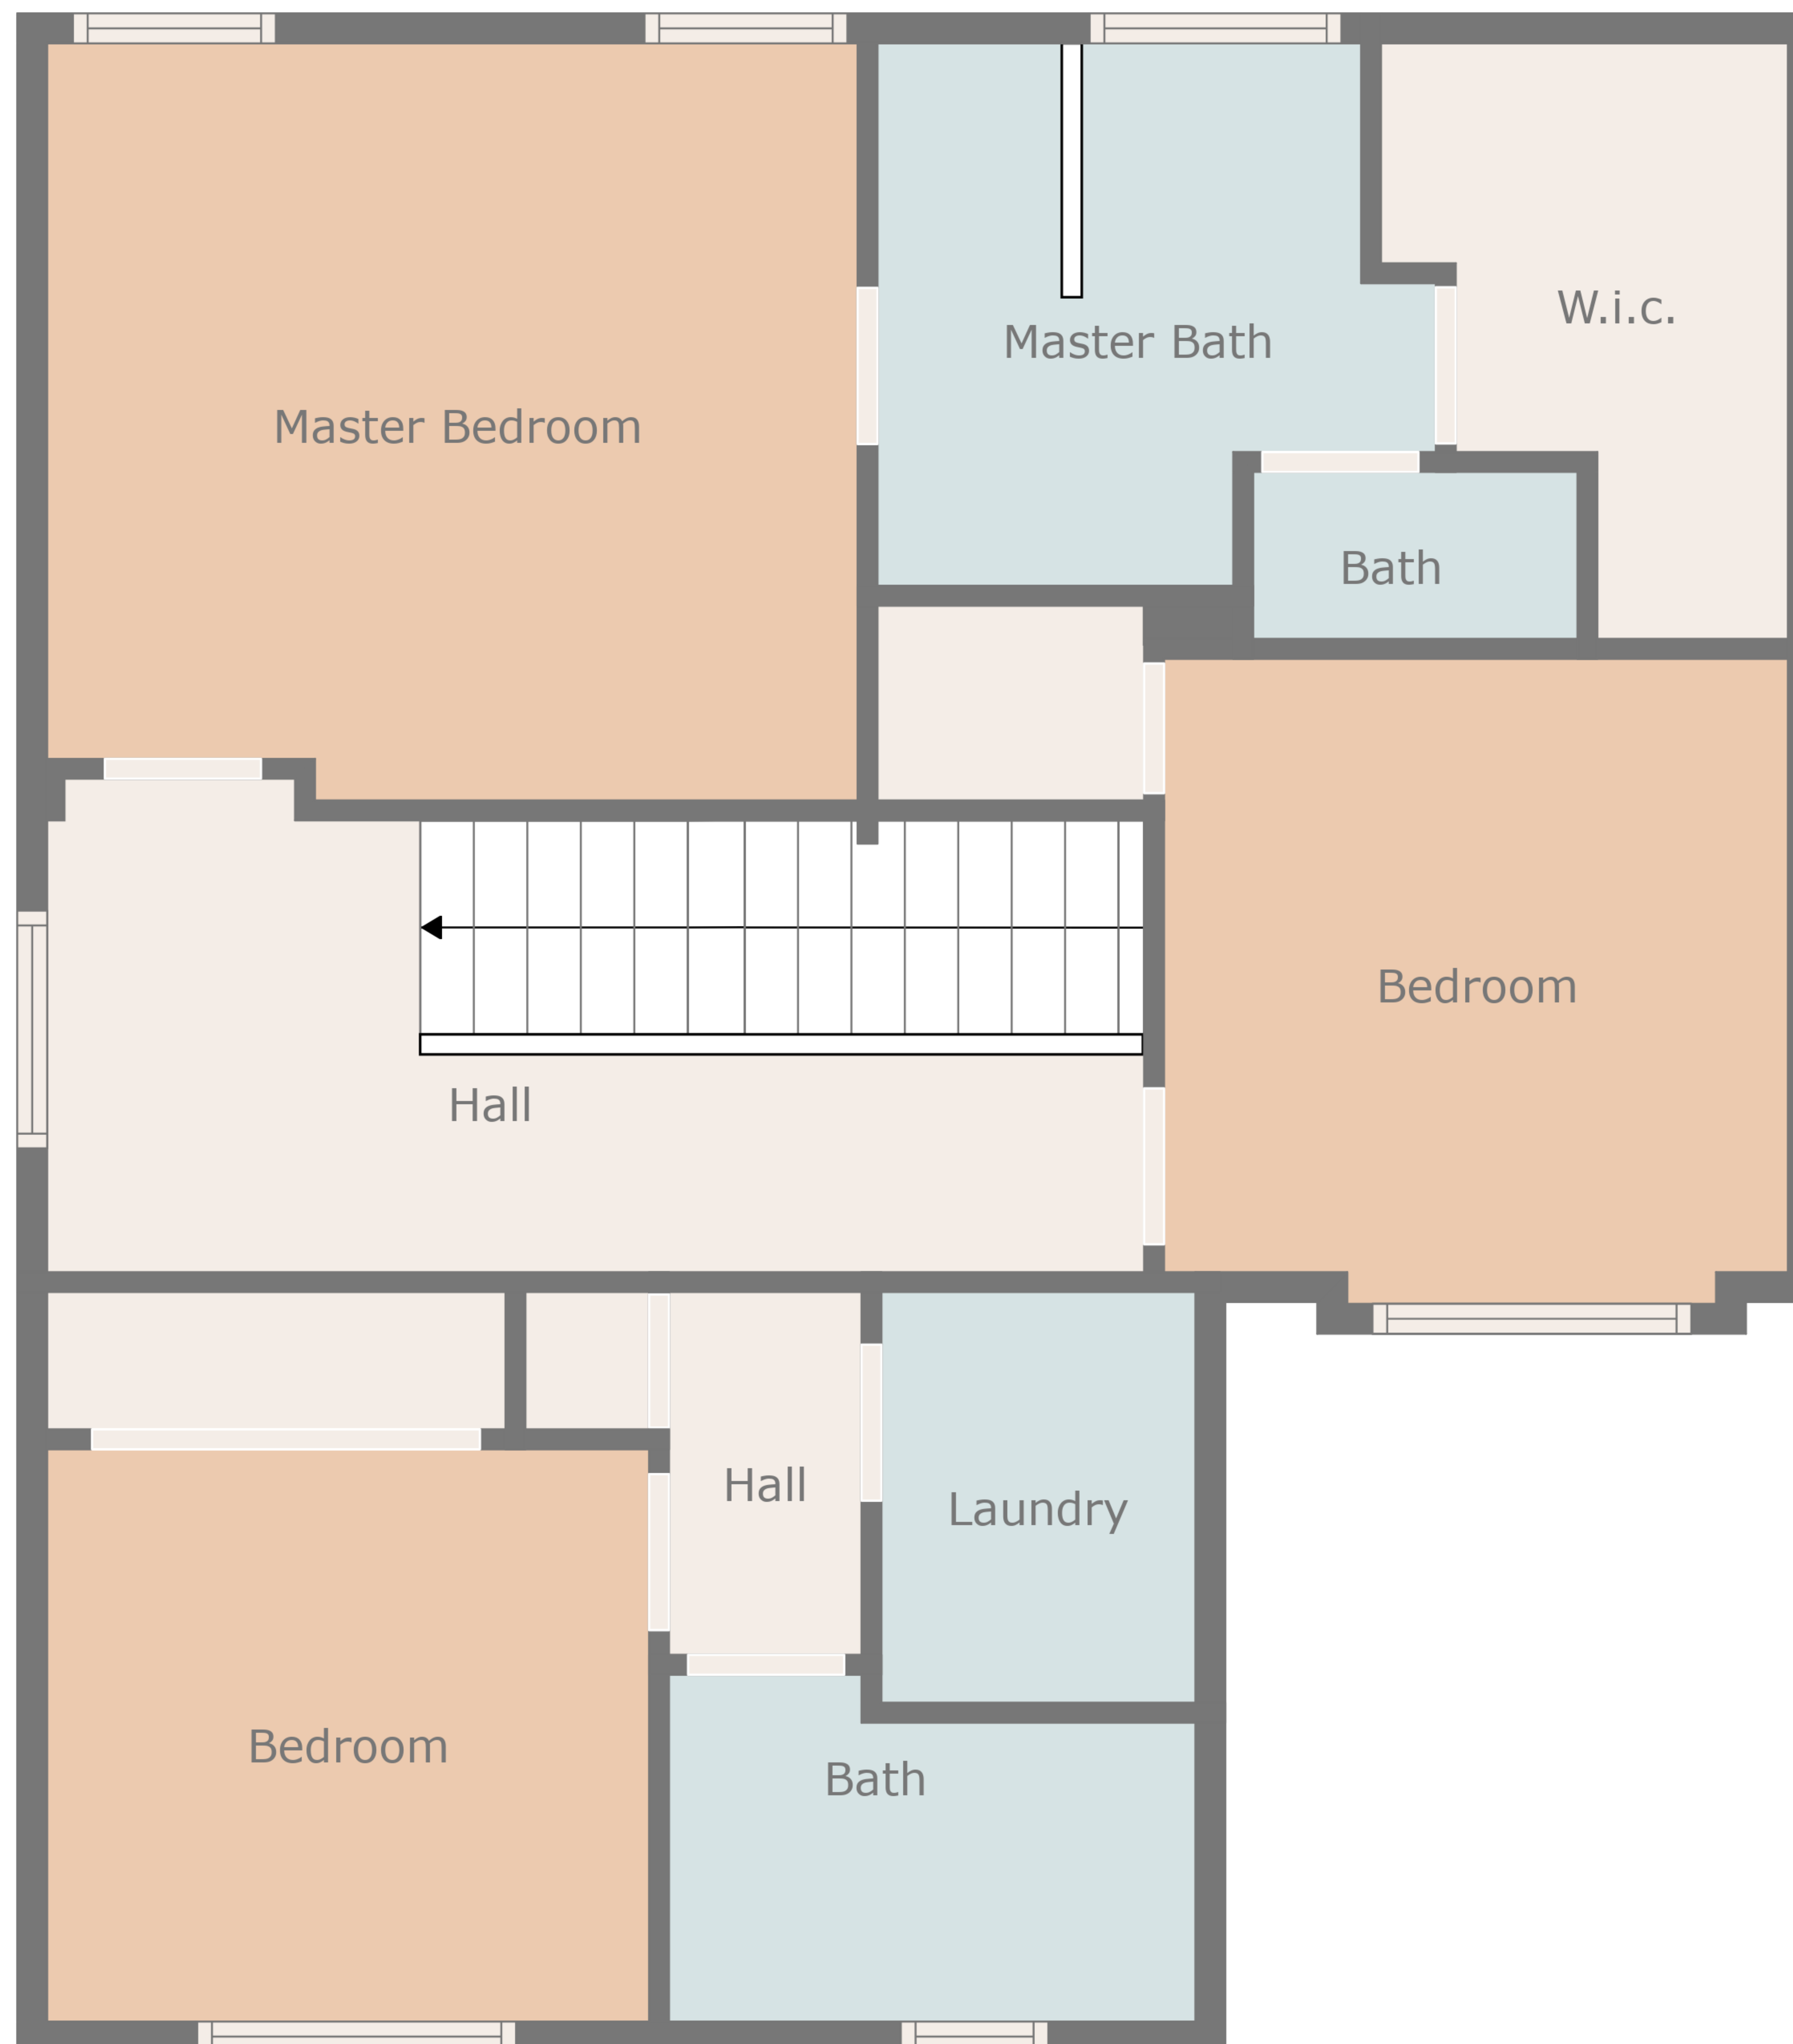 W.i.c.
Master Bath
Master Bedroom
Bath
Bedroom
Hall
Hall
Laundry
Bedroom
Bath